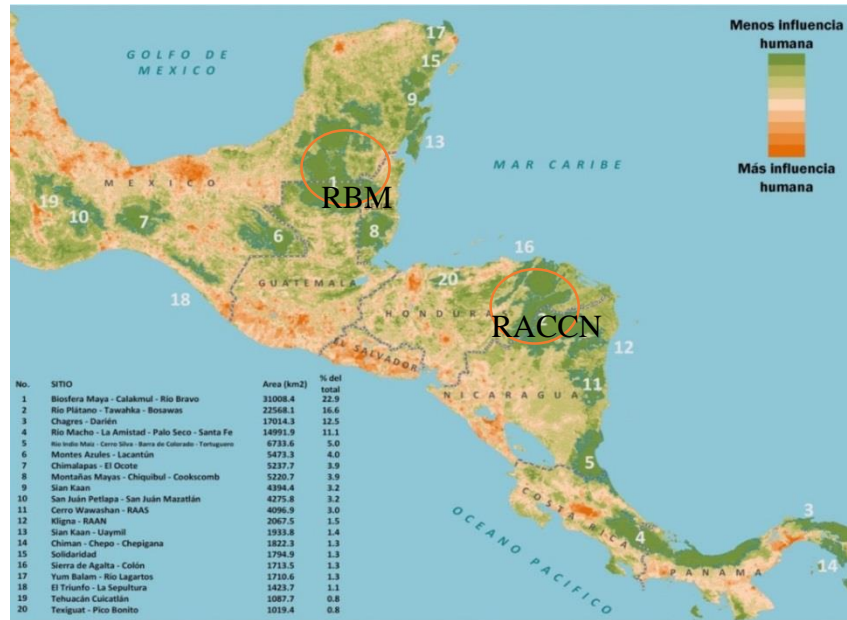 GOLFO DE
MEXICO
17
15
9
13
MAR CARIBE
Menos influencia
humana
Más influencia
humana
MEXICO
19
10
7
1
RBM
6
8
18
GUATEMALA
16
20
HONDURAS
2
RACCN
EL SALVADOR
12
NICARAGUA
11
5
COSTA RICA
4
3
PANAMA
14
OCEANO PACIFICO
No. SITIO Area (km2) % del total
1 Biosfera Maya - Calakmul - Río Bravo 31008.4 22.9
2 Río Plátano - Tawahka - Bosawas 22568.1 16.6
3 Chagres - Darién 17014.3 12.5
4 Río Macho - La Amistad - Palo Seco - Santa Fe 14991.9 11.1
5 Río Indio Maíz - Cerro Silva - Barra de Colorado - Tortuguero 6733.6 5.0
6 Montes Azules - Lacantún 5473.3 4.0
7 Chimalapas - El Ocote 5237.7 3.9
8 Montañas Mayas - Chiquibul - Cookscomb 5220.7 3.9
9 Sian Kaan 4394.4 3.2
10 San Juán Petlapa - San Juán Mazatlán 4275.8 3.2
11 Cerro Wawashan - RAAS 4096.9 3.0
12 Kligna - RAAN 2067.5 1.5
13 Sian Kaan - Uaymil 1933.8 1.4
14 Chiman - Chepo - Chepigana 1822.3 1.3
15 Solidaridad 1794.9 1.3
16 Sierra de Agalta - Colón 1713.5 1.3
17 Yum Balam - Río Lagartos 1710.6 1.3
18 El Triunfo - La Sepultura 1423.7 1.1
19 Tehuacán Cuicatlán 1087.7 0.8
20 Texiguat - Pico Bonito 1019.4 0.8